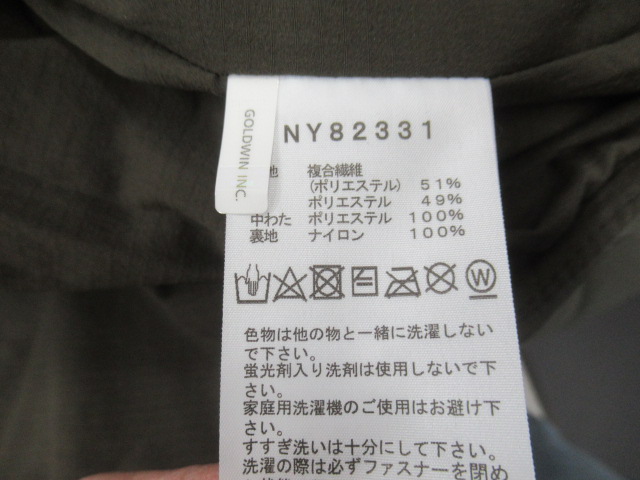 GOLDWIN INC.
NY82331
地 複合繊維
(ポリエステル) 51%
ポリエステル 49%
中わた ポリエステル 100%
裏地 ナイロン 100%
W
色物は他の物と一緒に洗濯しない
で下さい。
蛍光剤入り洗剤は使用しないで下
さい。
家庭用洗濯機のご使用はお避け下
さい。
すすぎ洗いは十分にして下さい。
洗濯の際は必ずファスナーを閉め